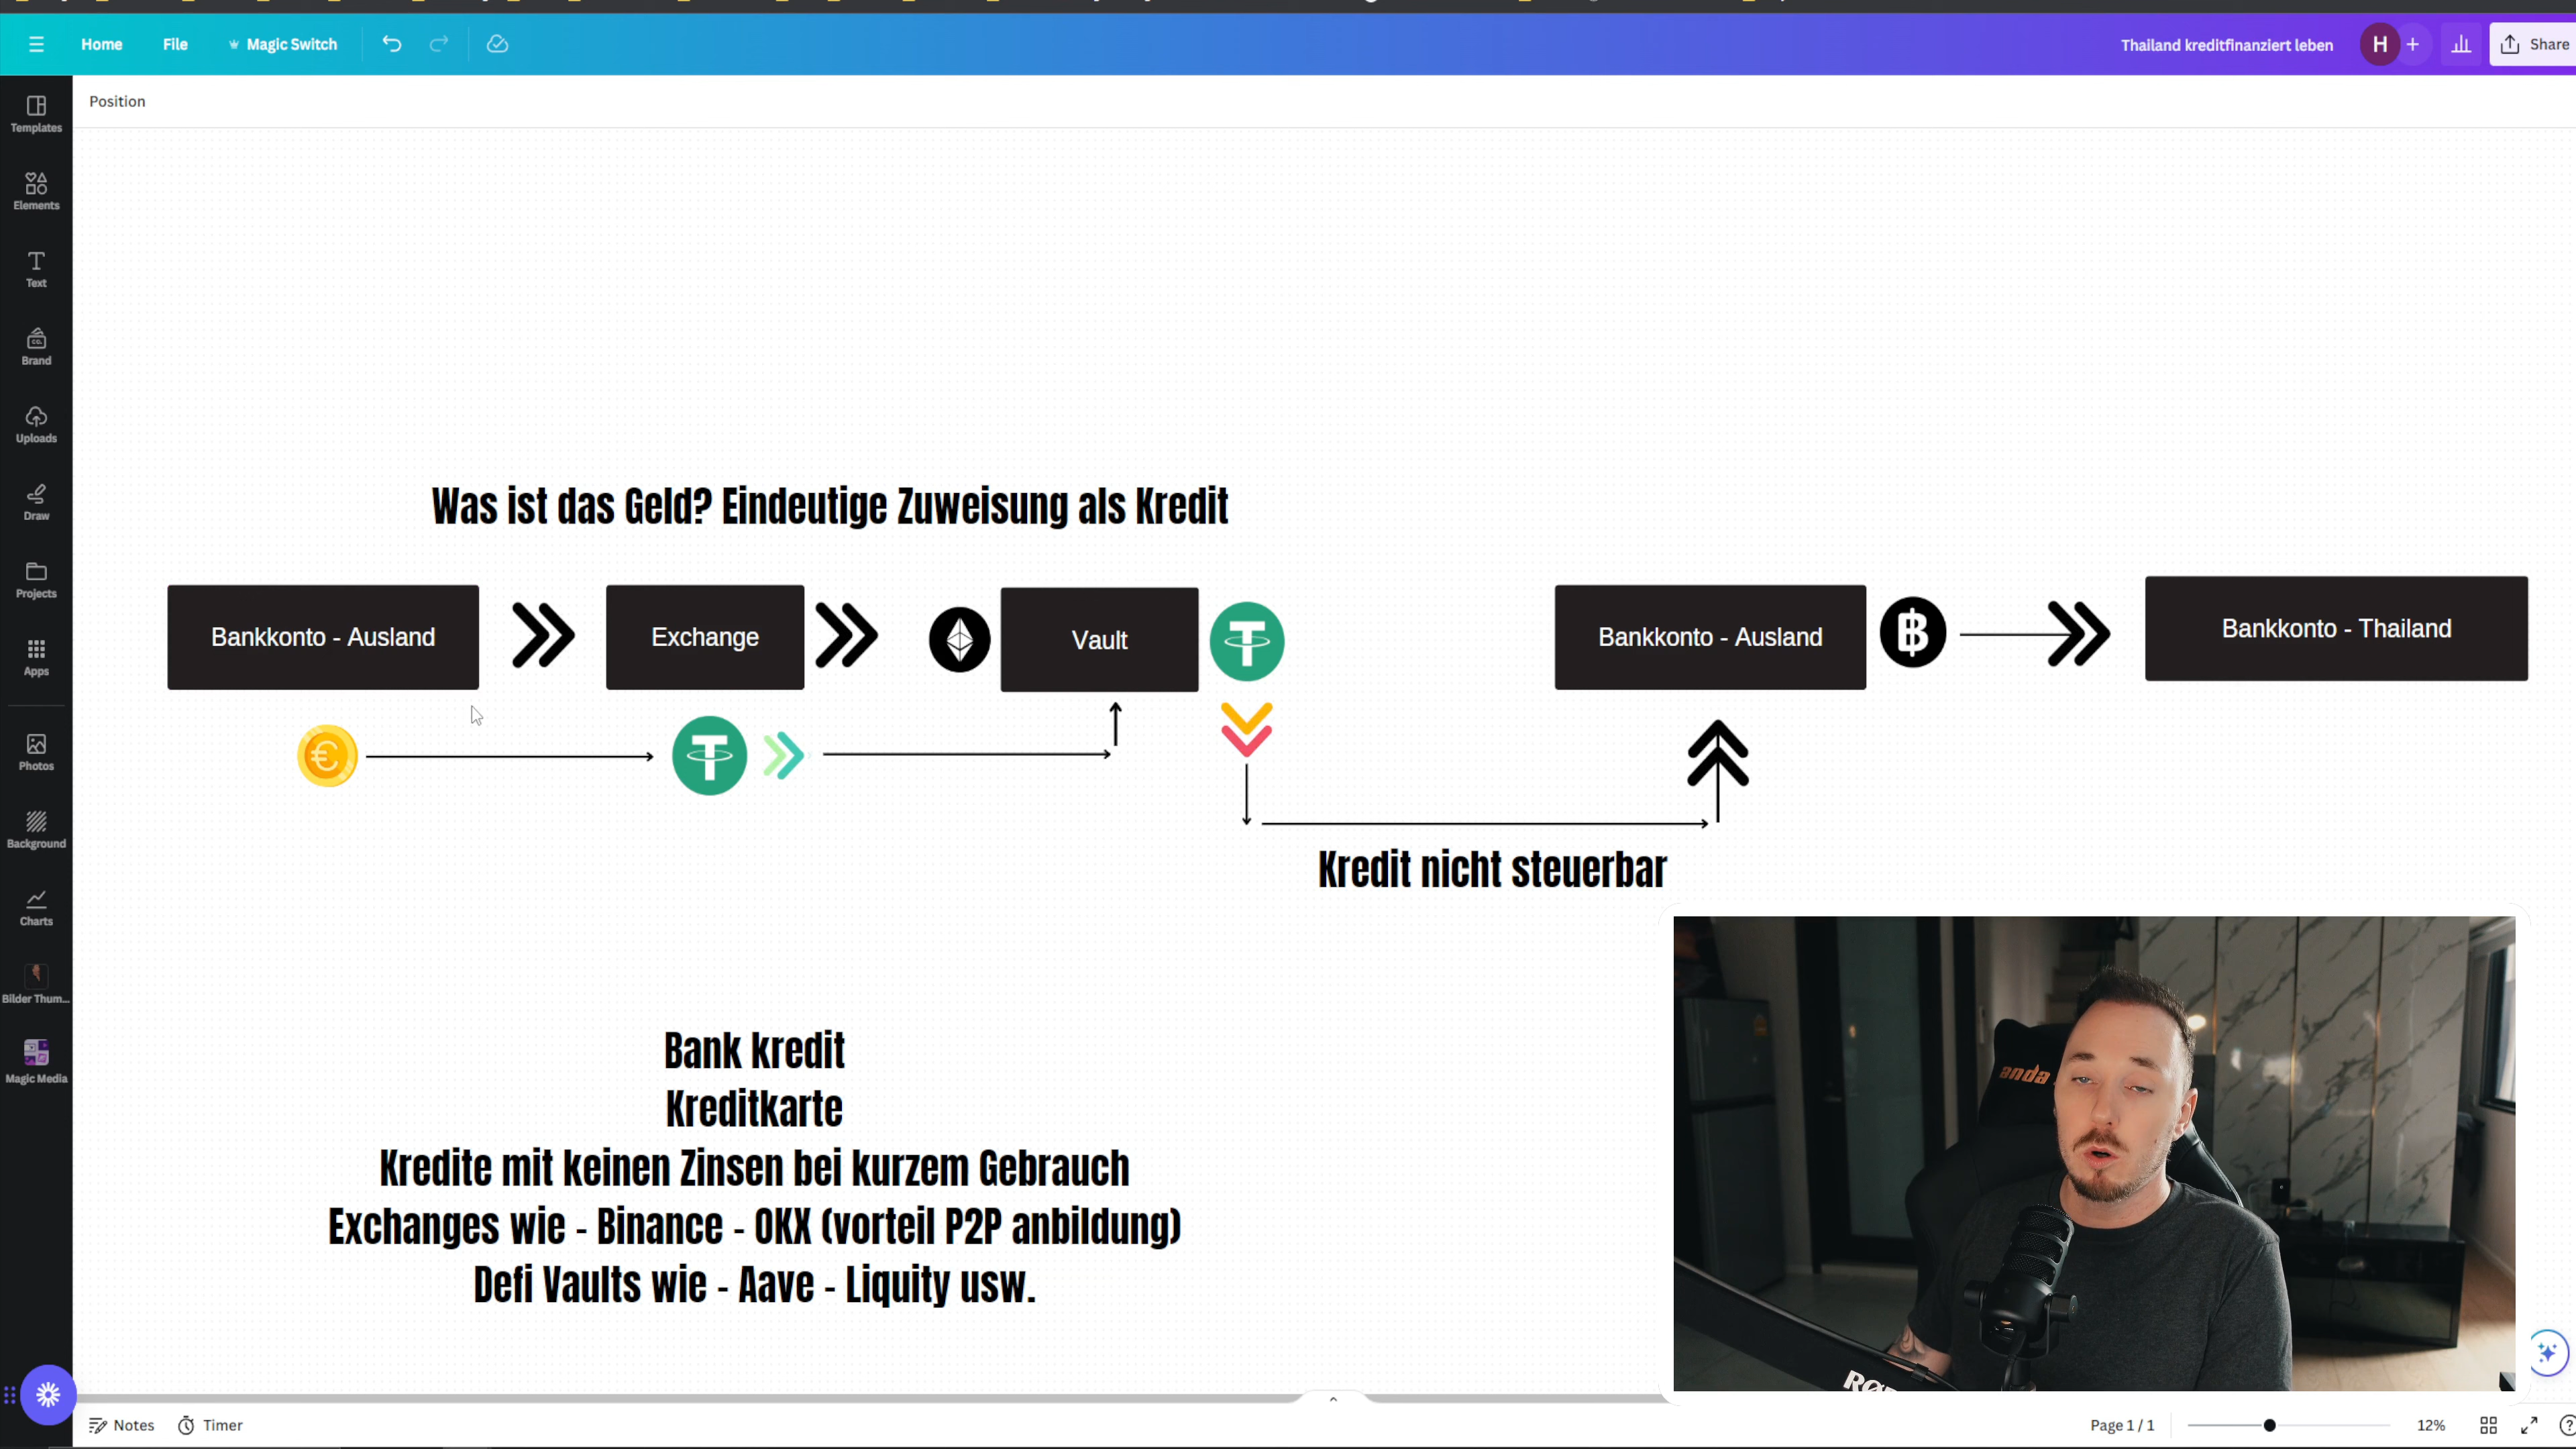 Home File Magic Switch Thailand kreditfinanziert leben H Share
Position
Templates
Elements
Text
Brand
Uploads
Draw
Projects
Apps
Photos
Background
Charts
Bilder Thum...
Magic Media
Was ist das Geld? Eindeutige Zuweisung als Kredit
Bankkonto - Ausland Exchange Vault Bankkonto - Ausland Bankkonto - Thailand
Kredit nicht steuerbar
Bank kredit
Kreditkarte
Kredite mit keinen Zinsen bei kurzem Gebrauch
Exchanges wie - Binance - OKX (vorteil P2P anbildung)
Defi Vaults wie - Aave - Liquity usw.
anda
Notes Timer Page 1 / 1 12%